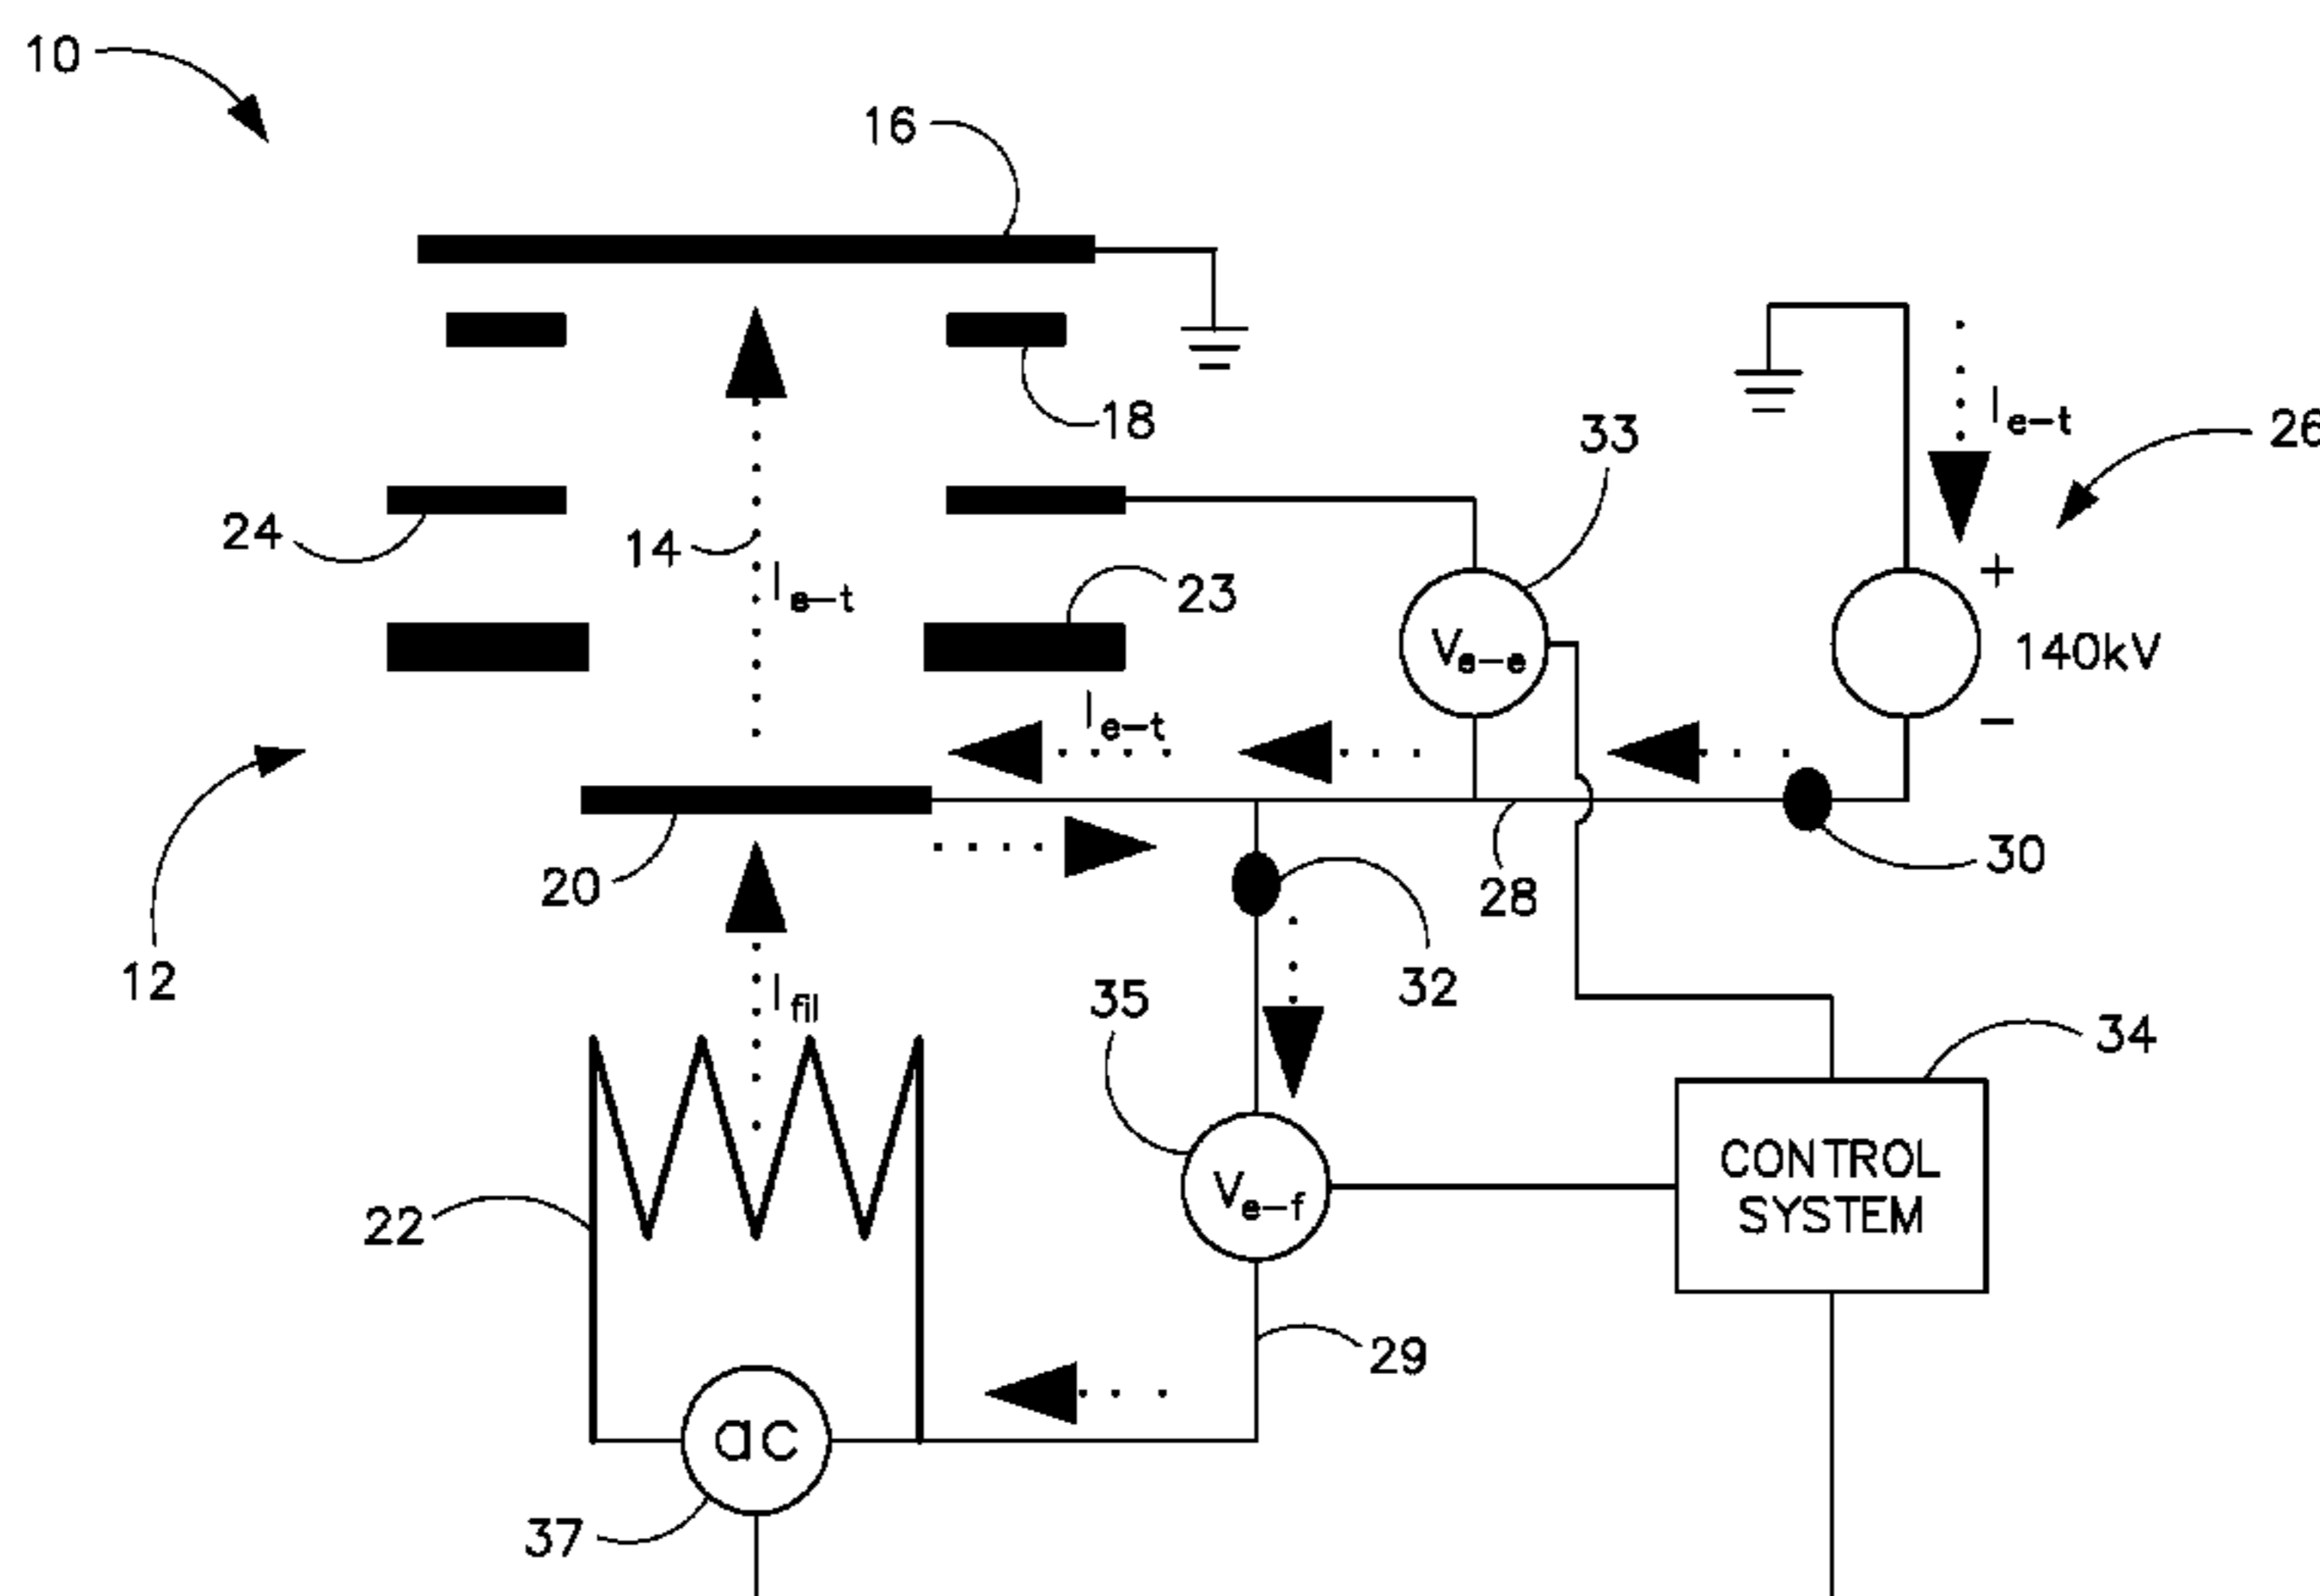 10
16
18
33
I e-t
26
24
14
I e-t
23
+
V e-e
140kV
I e-t
−
20
28
30
12
I fil
35
32
34
CONTROL
SYSTEM
22
V e-f
29
ac
37